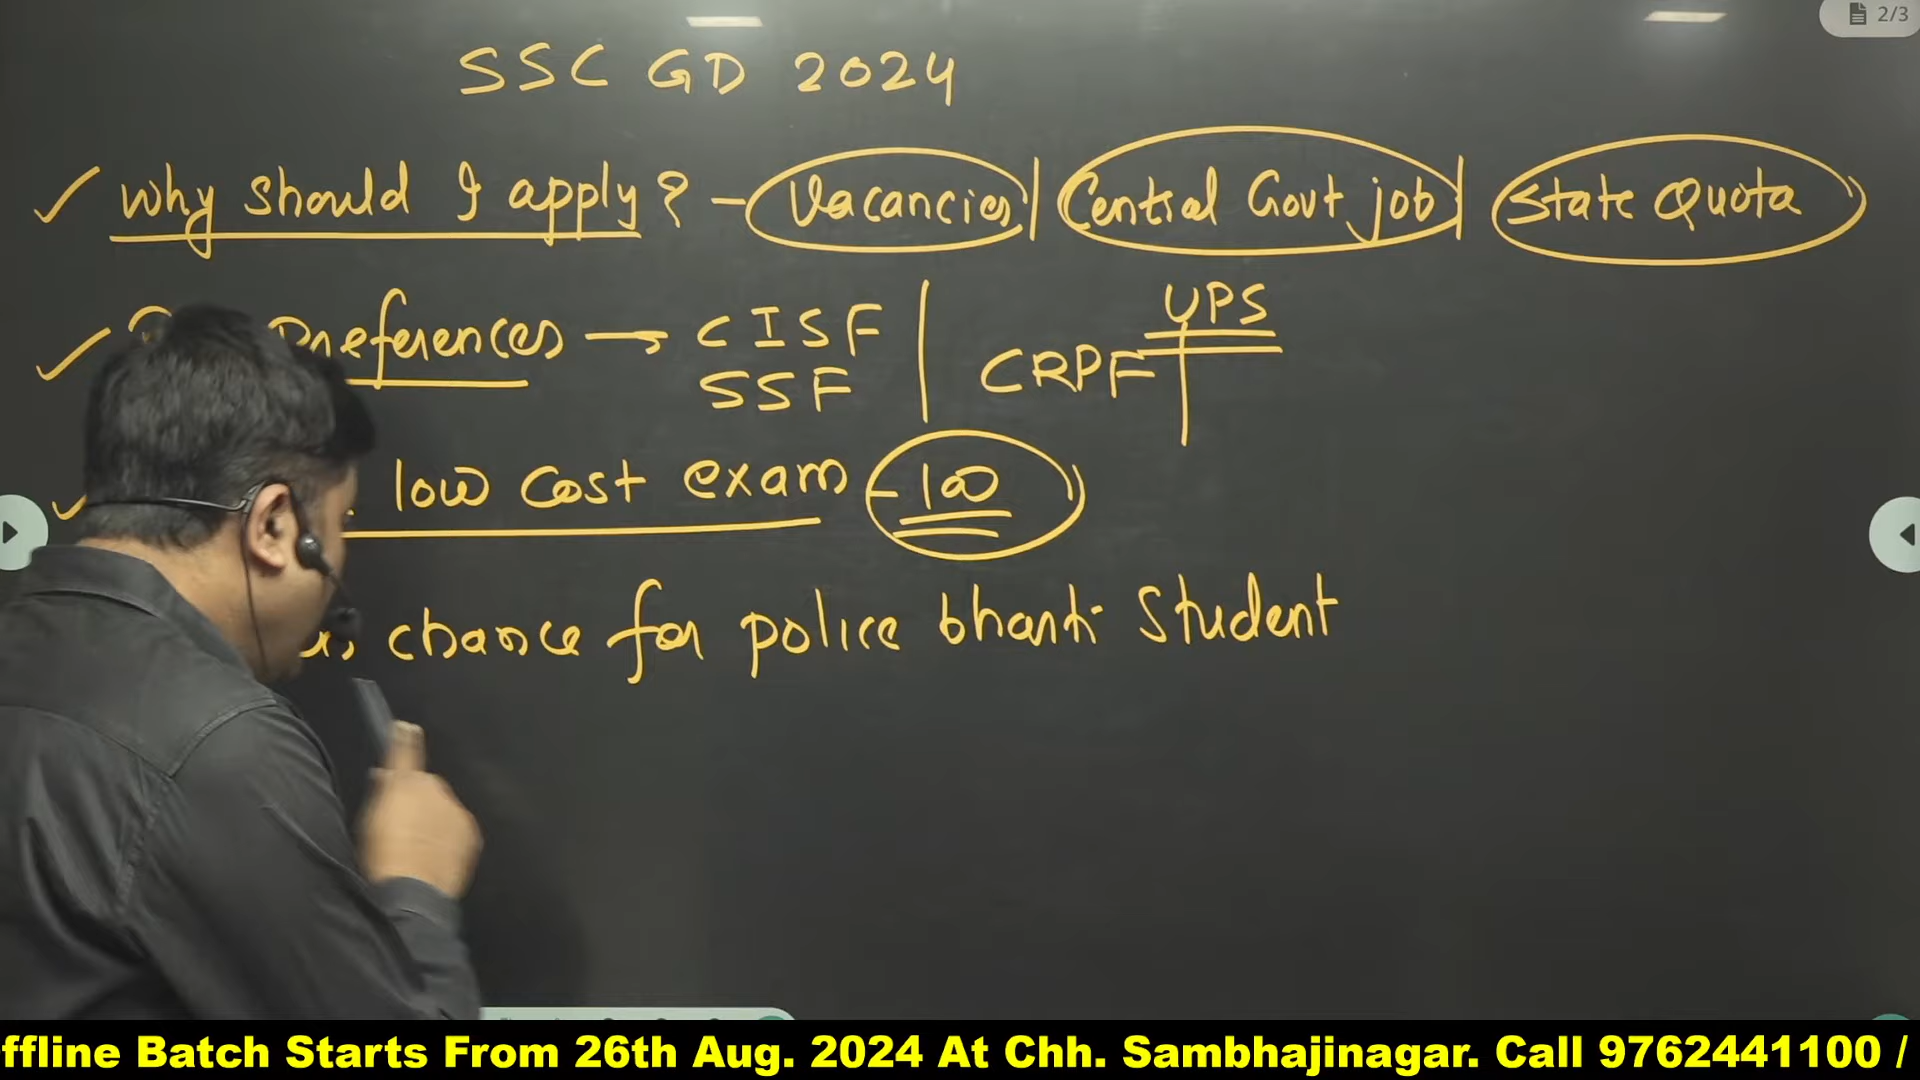 2/3
SSC GD 2024
Why should I apply? - Vacancies | Central Govt job | State Quota
Preferences → CISF | CRPF UPS
SSF
low cost exam - 100
chance for police bharti Student
ffline Batch Starts From 26th Aug. 2024 At Chh. Sambhajinagar. Call 9762441100 /